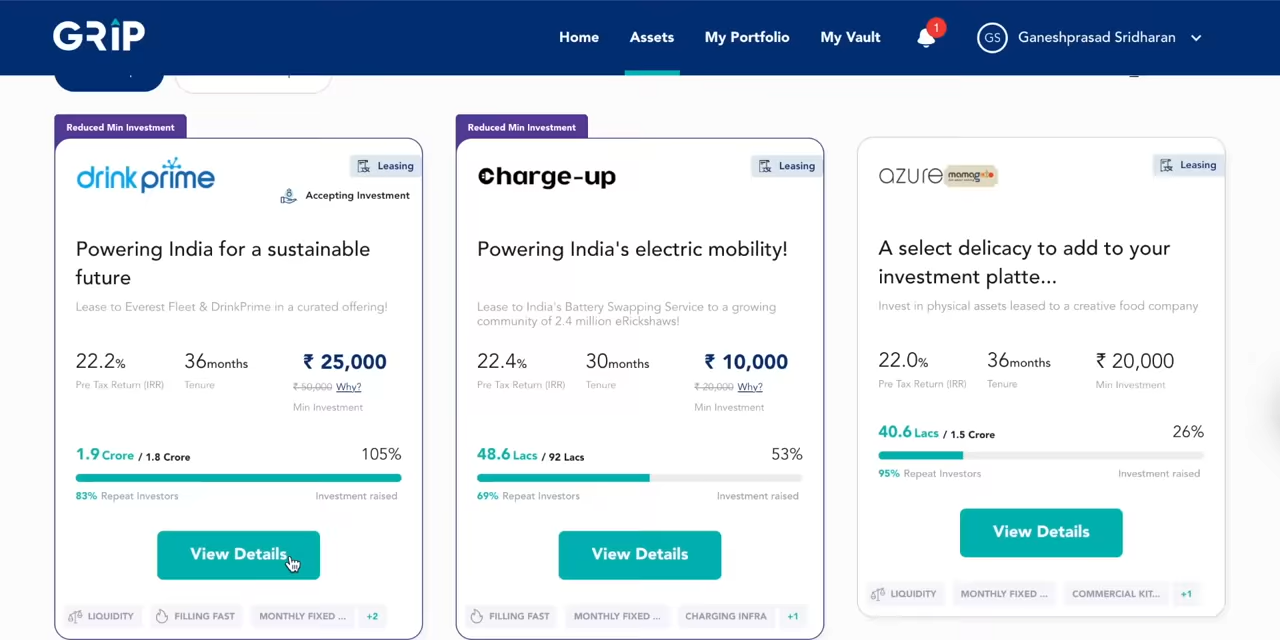 GRIP
Home
Assets
My Portfolio
My Vault
1
GS
Ganeshprasad Sridharan
Reduced Min Investment
drinkprime
Leasing
Accepting Investment
Powering India for a sustainable
future
Lease to Everest Fleet & DrinkPrime in a curated offering!
22.2%
Pre Tax Return (IRR)
36months
Tenure
₹ 25,000
₹ 50,000 Why?
Min Investment
1.9 Crore / 1.8 Crore
105%
83% Repeat Investors
Investment raised
View Details
LIQUIDITY
FILLING FAST
MONTHLY FIXED ...
+2
Reduced Min Investment
Charge-up
Leasing
Powering India's electric mobility!
Lease to India's Battery Swapping Service to a growing
community of 2.4 million eRickshaws!
22.4%
Pre Tax Return (IRR)
30months
Tenure
₹ 10,000
₹ 20,000 Why?
Min Investment
48.6 Lacs / 92 Lacs
53%
69% Repeat Investors
Investment raised
View Details
FILLING FAST
MONTHLY FIXED ...
CHARGING INFRA
+1
azure
Leasing
A select delicacy to add to your
investment platte...
Invest in physical assets leased to a creative food company
22.0%
Pre Tax Return (IRR)
36months
Tenure
₹ 20,000
Min Investment
40.6 Lacs / 1.5 Crore
26%
95% Repeat Investors
Investment raised
View Details
LIQUIDITY
MONTHLY FIXED ...
COMMERCIAL KIT...
+1